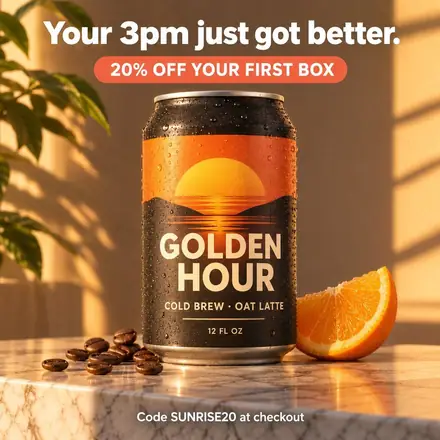 Your 3pm just got better.
20% OFF YOUR FIRST BOX
GOLDEN
HOUR
COLD BREW · OAT LATTE
12 FL OZ
Code SUNRISE20 at checkout